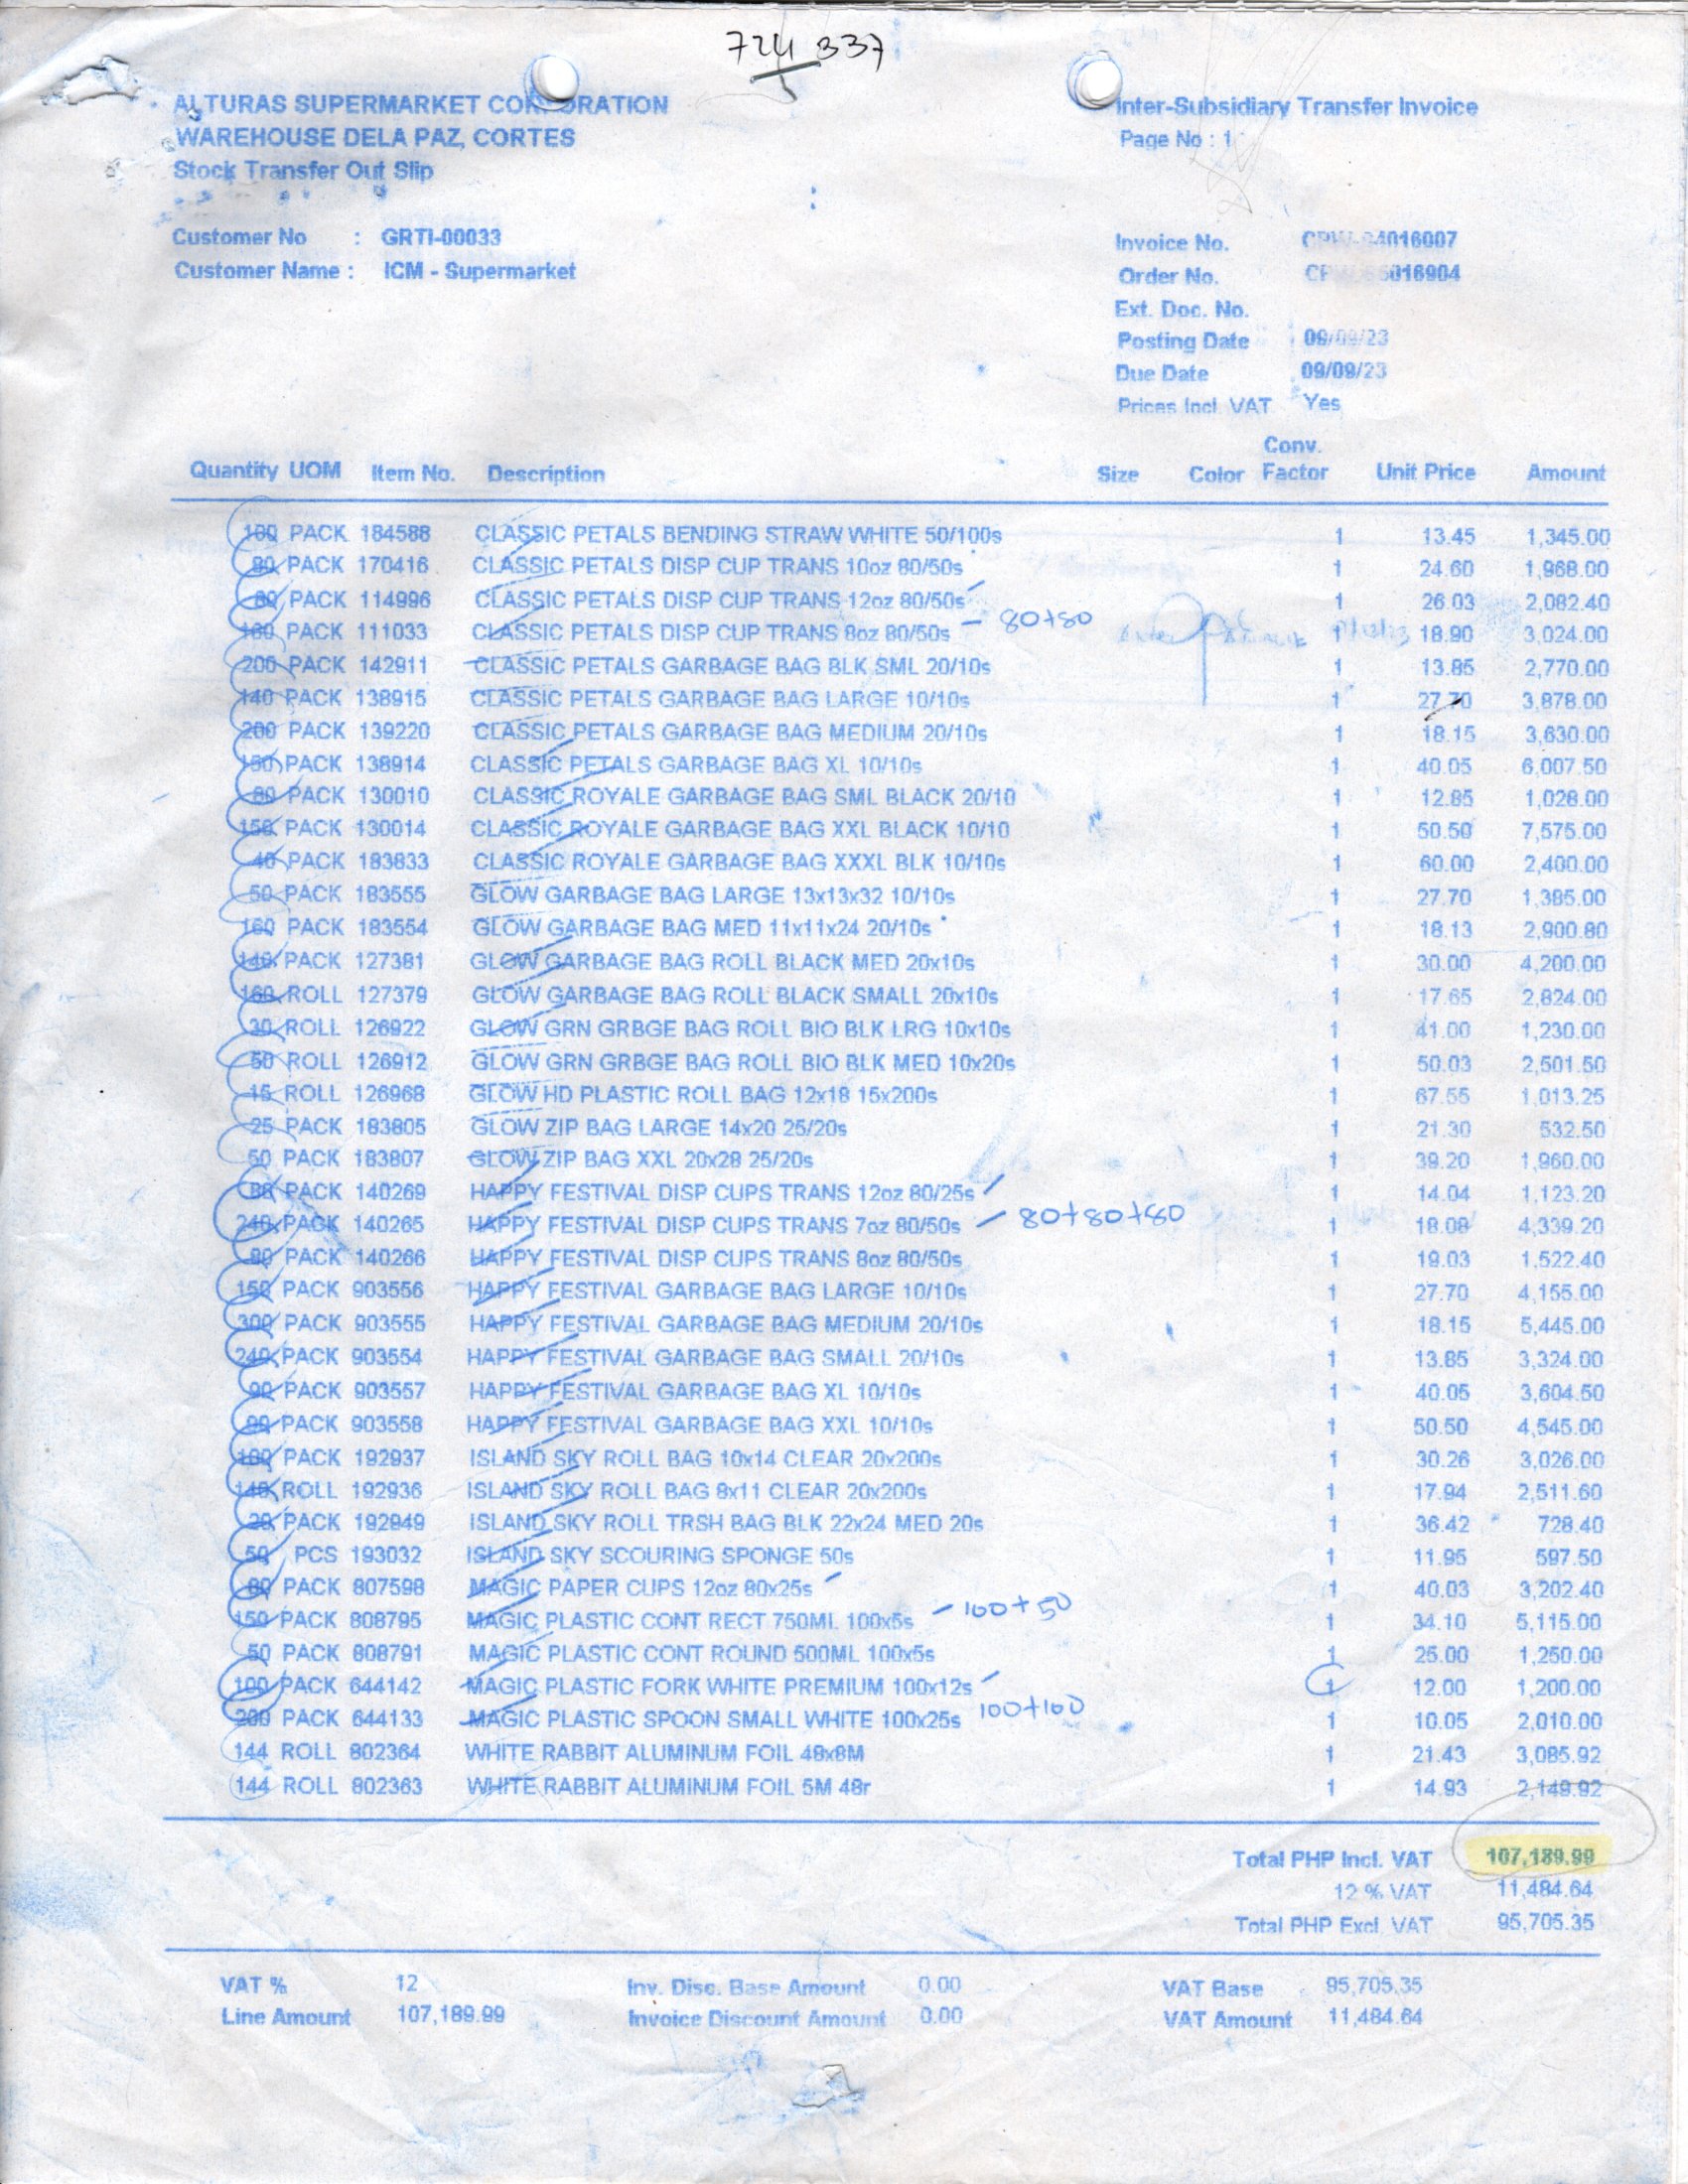 724 337
ALTURAS SUPERMARKET CORPORATION
WAREHOUSE DELA PAZ, CORTES
Stock Transfer Out Slip
Inter-Subsidiary Transfer Invoice
Page No : 1
Customer No : GRTI-00033
Customer Name : ICM - Supermarket
Invoice No.
Order No.
Ext. Doc. No.
Posting Date 09/09/23
Due Date 09/09/23
Prices Incl. VAT Yes
Quantity UOM Item No. Description Size Color Conv. Factor Unit Price Amount
100 PACK 184588 CLASSIC PETALS BENDING STRAW WHITE 50/100s 1 13.45 1,345.00
80 PACK 170416 CLASSIC PETALS DISP CUP TRANS 10oz 80/50s 1 24.60 1,968.00
80 PACK 114996 CLASSIC PETALS DISP CUP TRANS 12oz 80/50s 1 26.03 2,082.40
160 PACK 111033 CLASSIC PETALS DISP CUP TRANS 8oz 80/50s - 80+80 1 18.90 3,024.00
200 PACK 142911 CLASSIC PETALS GARBAGE BAG BLK SML 20/10s 1 13.85 2,770.00
140 PACK 138915 CLASSIC PETALS GARBAGE BAG LARGE 10/10s 1 27.70 3,878.00
200 PACK 139220 CLASSIC PETALS GARBAGE BAG MEDIUM 20/10s 1 18.15 3,630.00
150 PACK 138914 CLASSIC PETALS GARBAGE BAG XL 10/10s 1 40.05 6,007.50
80 PACK 130010 CLASSIC ROYALE GARBAGE BAG SML BLACK 20/10 1 12.85 1,028.00
150 PACK 130014 CLASSIC ROYALE GARBAGE BAG XXL BLACK 10/10 1 50.50 7,575.00
40 PACK 183833 CLASSIC ROYALE GARBAGE BAG XXXL BLK 10/10s 1 60.00 2,400.00
50 PACK 183555 GLOW GARBAGE BAG LARGE 13x13x32 10/10s 1 27.70 1,385.00
160 PACK 183554 GLOW GARBAGE BAG MED 11x11x24 20/10s 1 18.13 2,900.80
140 PACK 127381 GLOW GARBAGE BAG ROLL BLACK MED 20x10s 1 30.00 4,200.00
160 ROLL 127379 GLOW GARBAGE BAG ROLL BLACK SMALL 20x10s 1 17.65 2,824.00
30 ROLL 126922 GLOW GRN GRBGE BAG ROLL BIO BLK LRG 10x10s 1 41.00 1,230.00
50 ROLL 126912 GLOW GRN GRBGE BAG ROLL BIO BLK MED 10x20s 1 50.03 2,501.50
15 ROLL 126968 GLOW HD PLASTIC ROLL BAG 12x18 15x200s 1 67.55 1,013.25
25 PACK 183805 GLOW ZIP BAG LARGE 14x20 25/20s 1 21.30 532.50
50 PACK 183807 GLOW ZIP BAG XXL 20x28 25/20s 1 39.20 1,960.00
80 PACK 140269 HAPPY FESTIVAL DISP CUPS TRANS 12oz 80/25s 1 14.04 1,123.20
240 PACK 140265 HAPPY FESTIVAL DISP CUPS TRANS 7oz 80/50s - 80+80+80 1 18.08 4,339.20
80 PACK 140266 HAPPY FESTIVAL DISP CUPS TRANS 8oz 80/50s 1 19.03 1,522.40
150 PACK 903556 HAPPY FESTIVAL GARBAGE BAG LARGE 10/10s 1 27.70 4,155.00
300 PACK 903555 HAPPY FESTIVAL GARBAGE BAG MEDIUM 20/10s 1 18.15 5,445.00
240 PACK 903554 HAPPY FESTIVAL GARBAGE BAG SMALL 20/10s 1 13.85 3,324.00
90 PACK 903557 HAPPY FESTIVAL GARBAGE BAG XL 10/10s 1 40.05 3,604.50
90 PACK 903558 HAPPY FESTIVAL GARBAGE BAG XXL 10/10s 1 50.50 4,545.00
100 PACK 192937 ISLAND SKY ROLL BAG 10x14 CLEAR 20x200s 1 30.26 3,026.00
140 ROLL 192936 ISLAND SKY ROLL BAG 8x11 CLEAR 20x200s 1 17.94 2,511.60
20 PACK 192949 ISLAND SKY ROLL TRSH BAG BLK 22x24 MED 20s 1 36.42 728.40
50 PCS 193032 ISLAND SKY SCOURING SPONGE 50s 1 11.95 597.50
80 PACK 807598 MAGIC PAPER CUPS 12oz 80x25s 1 40.03 3,202.40
150 PACK 808795 MAGIC PLASTIC CONT RECT 750ML 100x5s - 100+50 1 34.10 5,115.00
50 PACK 808791 MAGIC PLASTIC CONT ROUND 500ML 100x5s 1 25.00 1,250.00
100 PACK 644142 MAGIC PLASTIC FORK WHITE PREMIUM 100x12s 1 12.00 1,200.00
200 PACK 644133 MAGIC PLASTIC SPOON SMALL WHITE 100x25s 100+100 1 10.05 2,010.00
144 ROLL 802364 WHITE RABBIT ALUMINUM FOIL 48x8M 1 21.43 3,085.92
144 ROLL 802363 WHITE RABBIT ALUMINUM FOIL 5M 48r 1 14.93 2,149.92
Total PHP Incl. VAT 107,189.99
12 % VAT 11,484.64
Total PHP Excl. VAT 95,705.35
VAT % 12 Inv. Disc. Base Amount 0.00 VAT Base 95,705.35
Line Amount 107,189.99 Invoice Discount Amount 0.00 VAT Amount 11,484.64